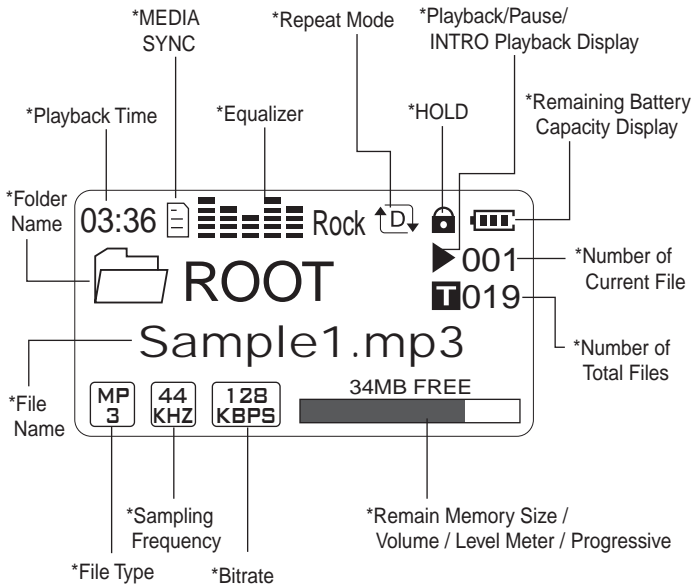 *MEDIA
SYNC
*Repeat Mode
*Playback/Pause/
INTRO Playback Display
*Playback Time
*Equalizer
*HOLD
*Remaining Battery
Capacity Display
*Folder
Name
03:36
Rock
D
ROOT
001
*Number of
Current File
T019
Sample1.mp3
*Number of
Total Files
*File
Name
MP
3
44
KHZ
128
KBPS
34MB FREE
*Sampling
Frequency
*Remain Memory Size /
Volume / Level Meter / Progressive
*File Type
*Bitrate